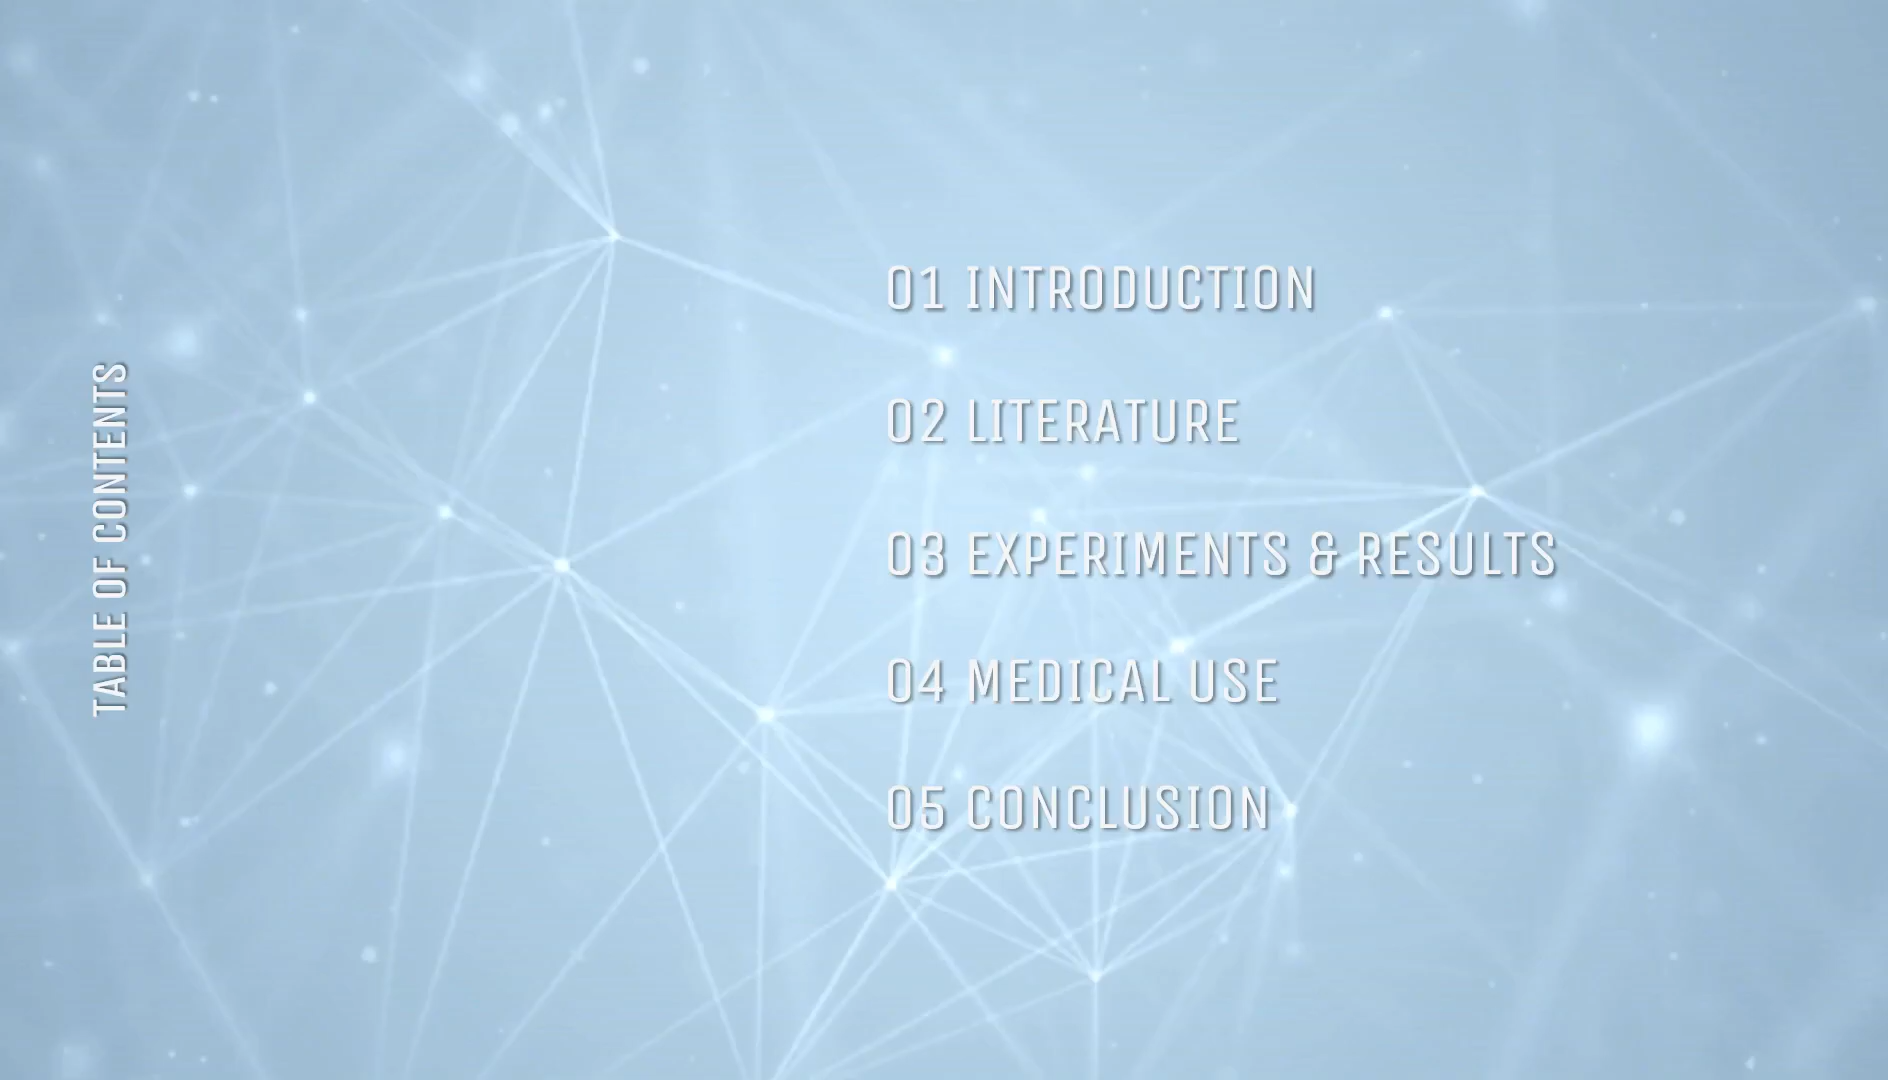 TABLE OF CONTENTS
01 INTRODUCTION
02 LITERATURE
03 EXPERIMENTS & RESULTS
04 MEDICAL USE
05 CONCLUSION